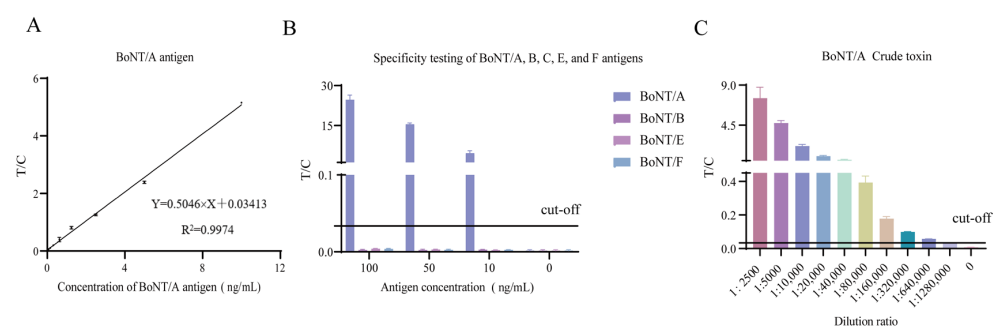 A
BoNT/A antigen
6
4
2
0
T/C
Y=0.5046×X+0.03413
R²=0.9974
0 4 8 12
Concentration of BoNT/A antigen ( ng/mL)
B
Specificity testing of BoNT/A, B, C, E, and F antigens
30
15
0.1
0.0
T/C
cut-off
100 50 10 0
Antigen concentration ( ng/mL)
BoNT/A
BoNT/B
BoNT/E
BoNT/F
C
BoNT/A Crude toxin
9.0
4.5
0.4
0.2
0.0
T/C
cut-off
1: 2500
1:5000
1:10,000
1:20,000
1:40,000
1:80,000
1:160,000
1:320,000
1:640,000
1:1280,000
0
Dilution ratio